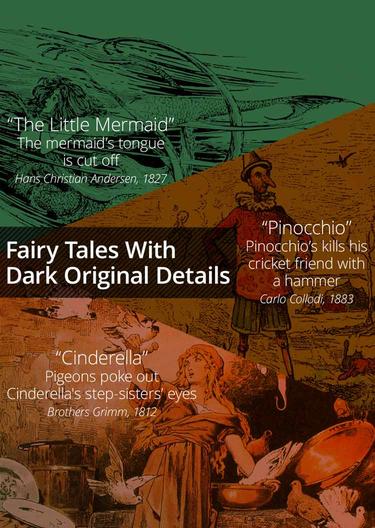 “The Little Mermaid”
The mermaid’s tongue
is cut off
Hans Christian Andersen, 1827
Fairy Tales With
Dark Original Details
“Pinocchio”
Pinocchio’s kills his
cricket friend with
a hammer
Carlo Collodi, 1883
“Cinderella”
Pigeons poke out
Cinderella's step-sisters’ eyes
Brothers Grimm, 1812